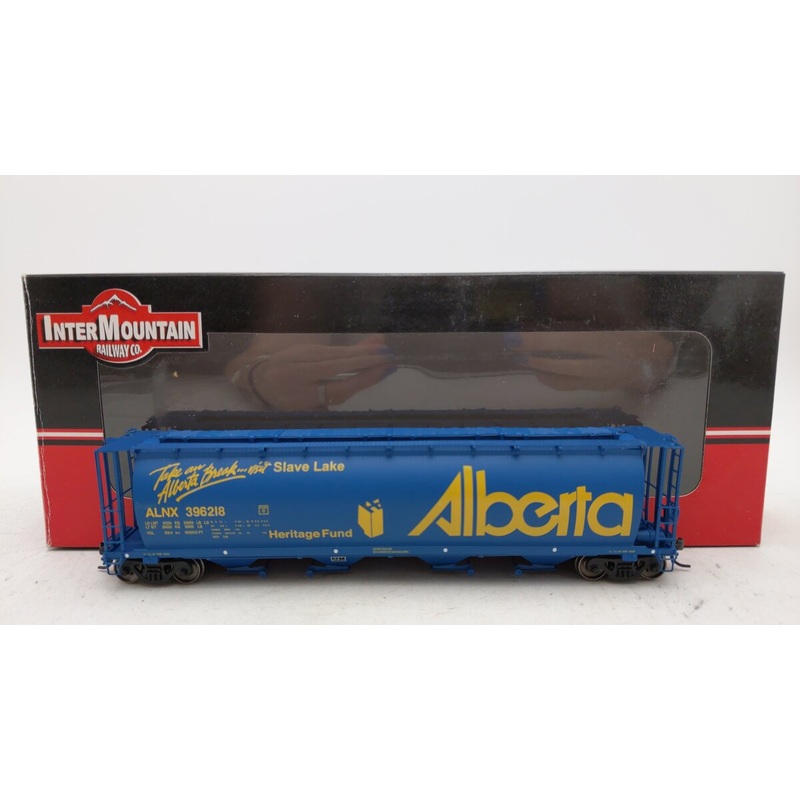 INTERMOUNTAIN
RAILWAY CO.
Take an
Alberta Break... visit Slave Lake
ALNX 396218
Heritage Fund
Alberta